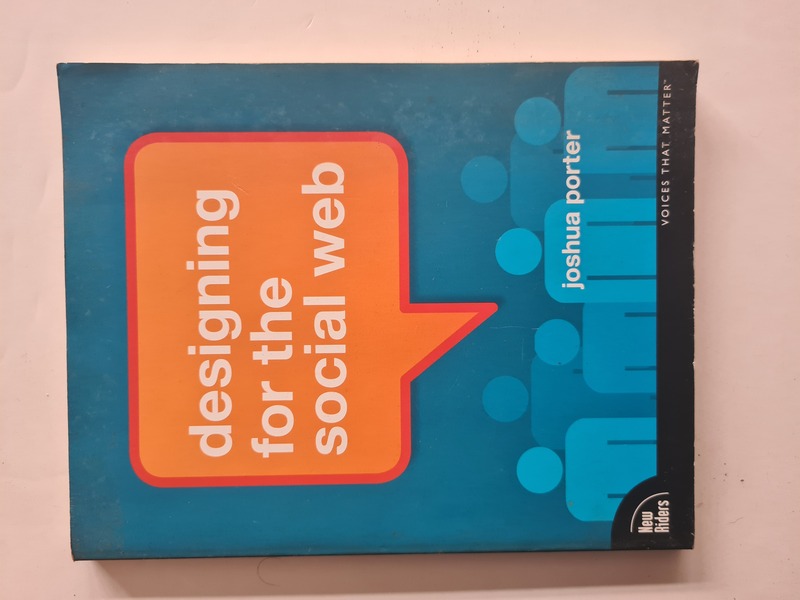 designing
for the
social web
joshua porter
New
Riders
VOICES THAT MATTER™